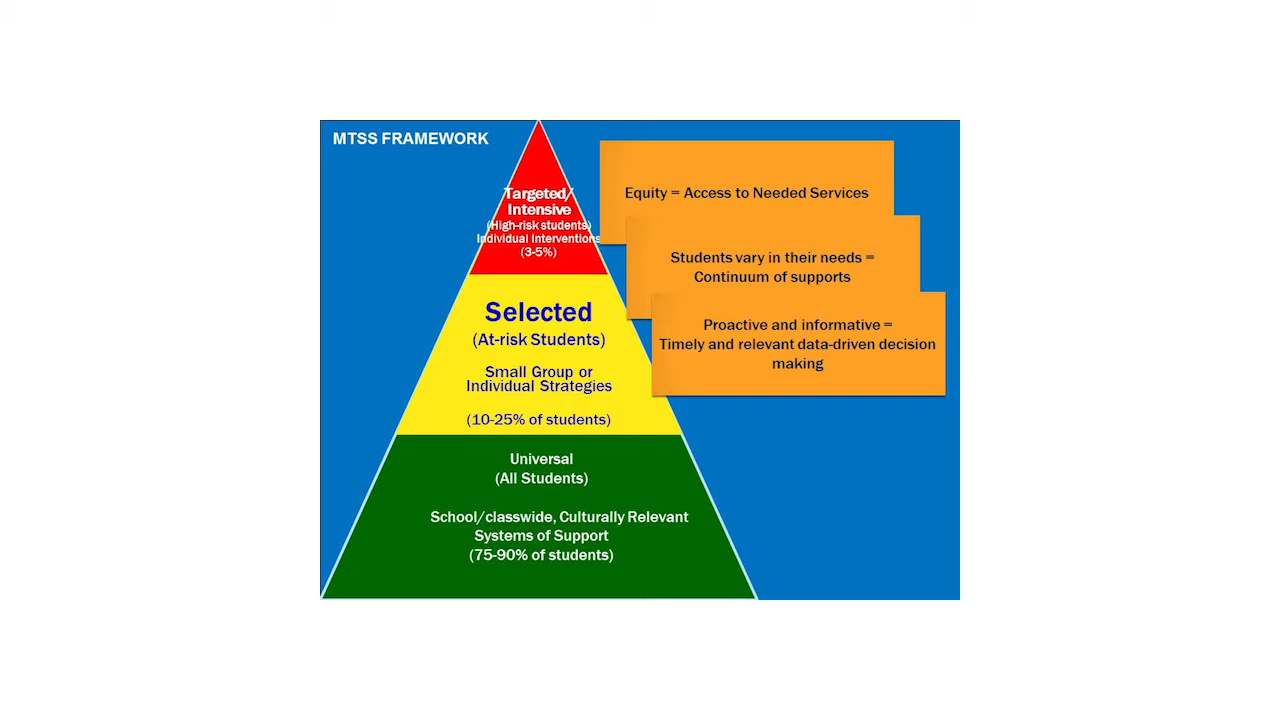 MTSS FRAMEWORK
Targeted/
Intensive
(High-risk students)
Individual Interventions
(3-5%)
Selected
(At-risk Students)
Small Group or
Individual Strategies
(10-25% of students)
Universal
(All Students)
School/classwide, Culturally Relevant
Systems of Support
(75-90% of students)
Equity = Access to Needed Services
Students vary in their needs =
Continuum of supports
Proactive and informative =
Timely and relevant data-driven decision
making